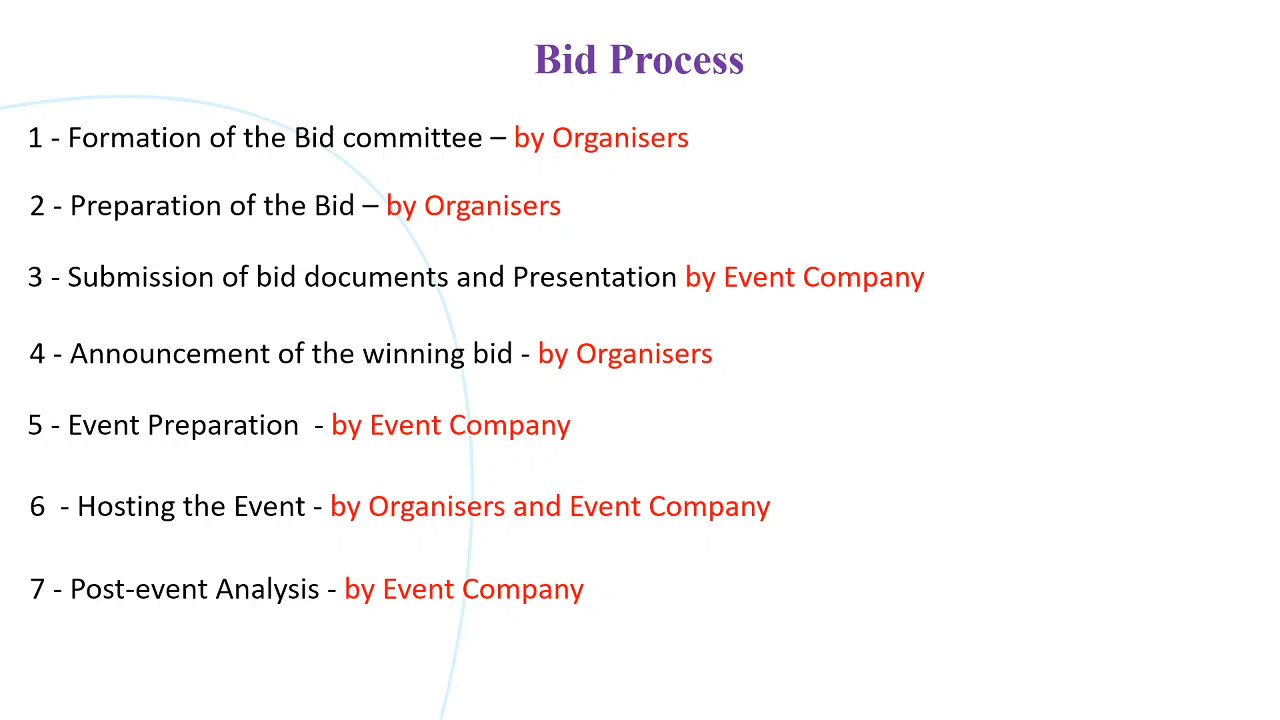 Bid Process
1 - Formation of the Bid committee – by Organisers
2 - Preparation of the Bid – by Organisers
3 - Submission of bid documents and Presentation by Event Company
4 - Announcement of the winning bid - by Organisers
5 - Event Preparation  - by Event Company
6  - Hosting the Event - by Organisers and Event Company
7 - Post-event Analysis - by Event Company